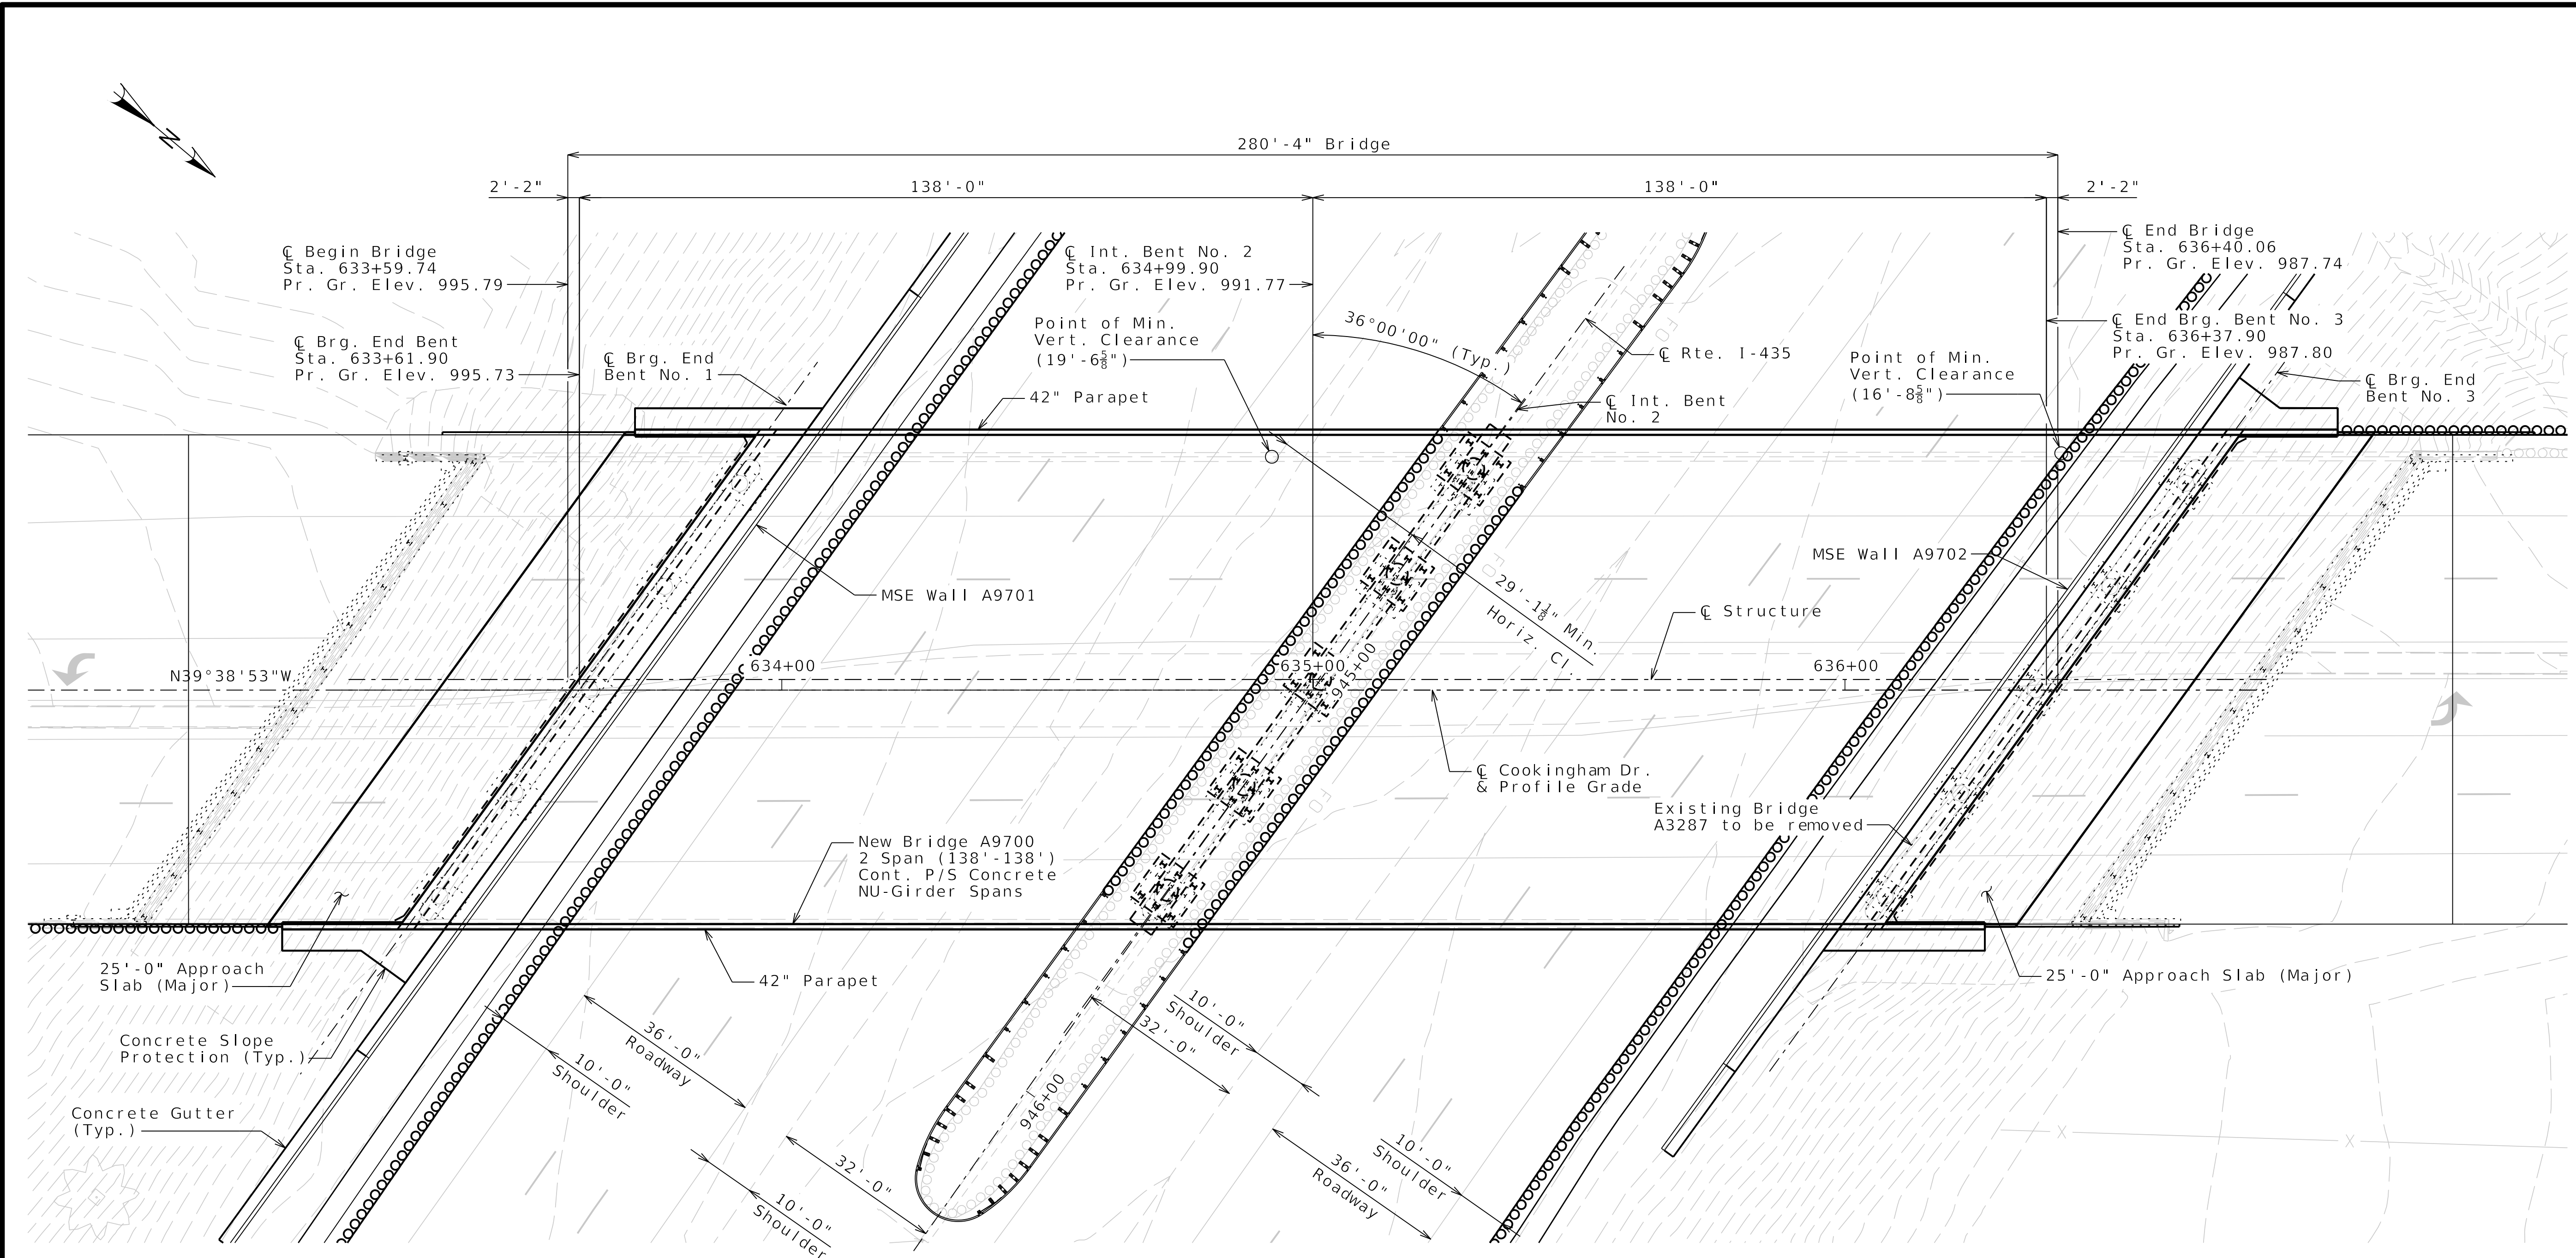 N
280'-4" Bridge
2'-2"
138'-0"
138'-0"
2'-2"
℄ Begin Bridge
Sta. 633+59.74
Pr. Gr. Elev. 995.79
℄ Int. Bent No. 2
Sta. 634+99.90
Pr. Gr. Elev. 991.77
℄ End Bridge
Sta. 636+40.06
Pr. Gr. Elev. 987.74
℄ Brg. End Bent
Sta. 633+61.90
Pr. Gr. Elev. 995.73
℄ Brg. End
Bent No. 1
Point of Min.
Vert. Clearance
(19'-6⅝")
36°00'00" (Typ.)
℄ Rte. I-435
Point of Min.
Vert. Clearance
(16'-8⅝")
℄ End Brg. Bent No. 3
Sta. 636+37.90
Pr. Gr. Elev. 987.80
℄ Brg. End
Bent No. 3
42" Parapet
℄ Int. Bent
No. 2
MSE Wall A9701
29'-1⅛" Min.
Horiz. Cl.
MSE Wall A9702
℄ Structure
N39°38'53"W
634+00
635+00
945+00
636+00
℄ Cookingham Dr.
& Profile Grade
Existing Bridge
A3287 to be removed
New Bridge A9700
2 Span (138'-138')
Cont. P/S Concrete
NU-Girder Spans
25'-0" Approach
Slab (Major)
42" Parapet
25'-0" Approach Slab (Major)
Concrete Slope
Protection (Typ.)
36'-0"
Roadway
10'-0"
Shoulder
10'-0"
Shoulder
32'-0"
Concrete Gutter
(Typ.)
946+00
32'-0"
10'-0"
Shoulder
10'-0"
Shoulder
36'-0"
Roadway
X
X